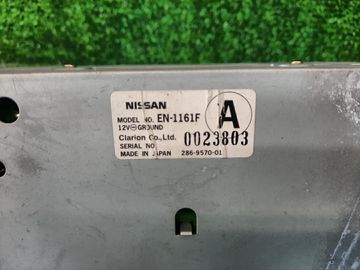 NISSAN
MODEL NO. EN-1161F
12V⊖GROUND
A
Clarion Co.,Ltd. 0023803
SERIAL NO
MADE IN JAPAN 286-9570-01